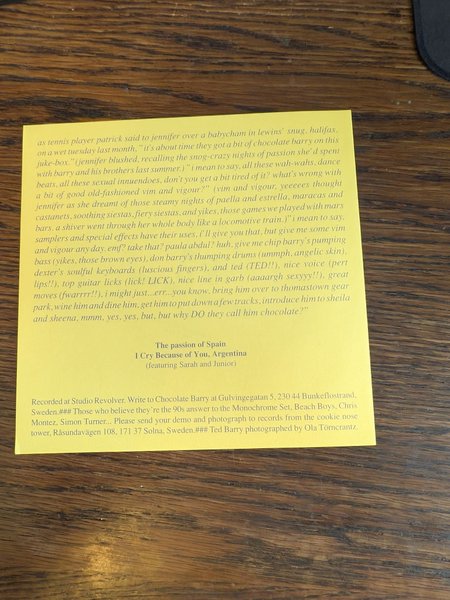 as tennis player patrick said to jennifer over a babycham in lewins' snug, halifax,
on a wet tuesday last month, "it's about time they got a bit of chocolate barry on this
juke-box." (jennifer blushed, recalling the snug-crazy nights of passion she'd spent
with barry and his brothers last summer.) "i mean to say, all these wah-wahs, dance
beats, all these sexual innuendoes, don't you get a bit tired of it? what's wrong with
a bit of good old-fashioned vim and vigour?" (vim and vigour, yeeeees thought
jennifer as she dreamt of those steamy nights of paella and estrella, maracas and
castanets, soothing siestas, fiery siestas, and yikes, those games we played with mars
bars, a shiver went through her whole body like a locomotive train.)" i mean to say,
samplers and special effects have their uses, i'll give you that, but give me some vim
and vigour any day. emf? take that? paula abdul? huh, give me chip barry's pumping
bass (yikes, those brown eyes), don barry's thumping drums (ummph, angelic skin),
dexter's soulful keyboards (luscious fingers), and ted (TED!!), nice voice (pert
lips!!), top guitar licks (lick! LICK), nice line in garb (aaaargh sexyyy!!), great
moves (fwarrr!!), i might just...err...you know, bring him over to thomastown gear
park, wine him and dine him, get him to put down a few tracks, introduce him to sheila
and sheena, mmm, yes, yes, but, but why DO they call him chocolate?"
The passion of Spain
I Cry Because of You, Argentina
(featuring Sarah and Junior)
Recorded at Studio Revolver. Write to Chocolate Barry at Gulvingegatan 5, 230 44 Bunkeflostrand,
Sweden.### Those who believe they're the 90s answer to the Monochrome Set, Beach Boys, Chris
Montez, Simon Turner... Please send your demo and photograph to records from the cookie nose
tower, Råsundavägen 108, 171 37 Solna, Sweden.### Ted Barry photographed by Ola Törncrantz.